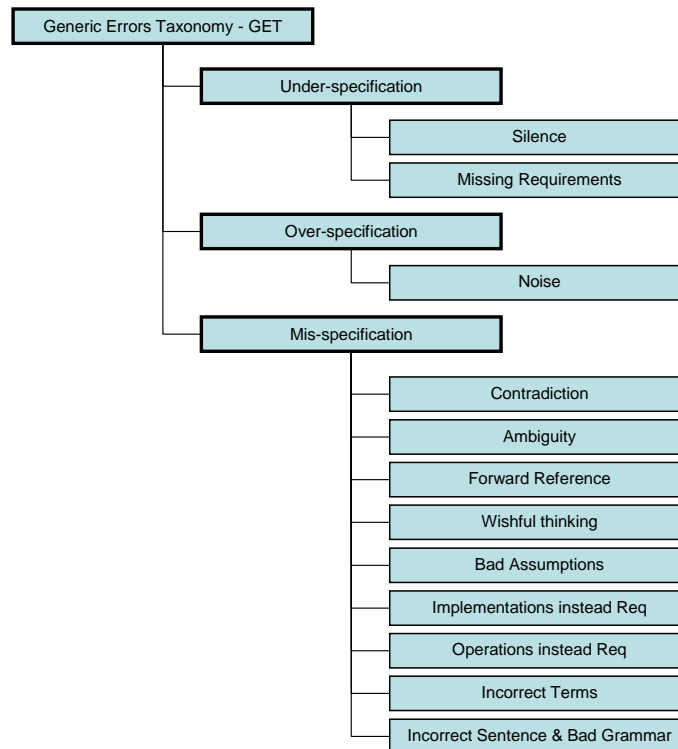 Generic Errors Taxonomy - GET
Under-specification
Silence
Missing Requirements
Over-specification
Noise
Mis-specification
Contradiction
Ambiguity
Forward Reference
Wishful thinking
Bad Assumptions
Implementations instead Req
Operations instead Req
Incorrect Terms
Incorrect Sentence & Bad Grammar